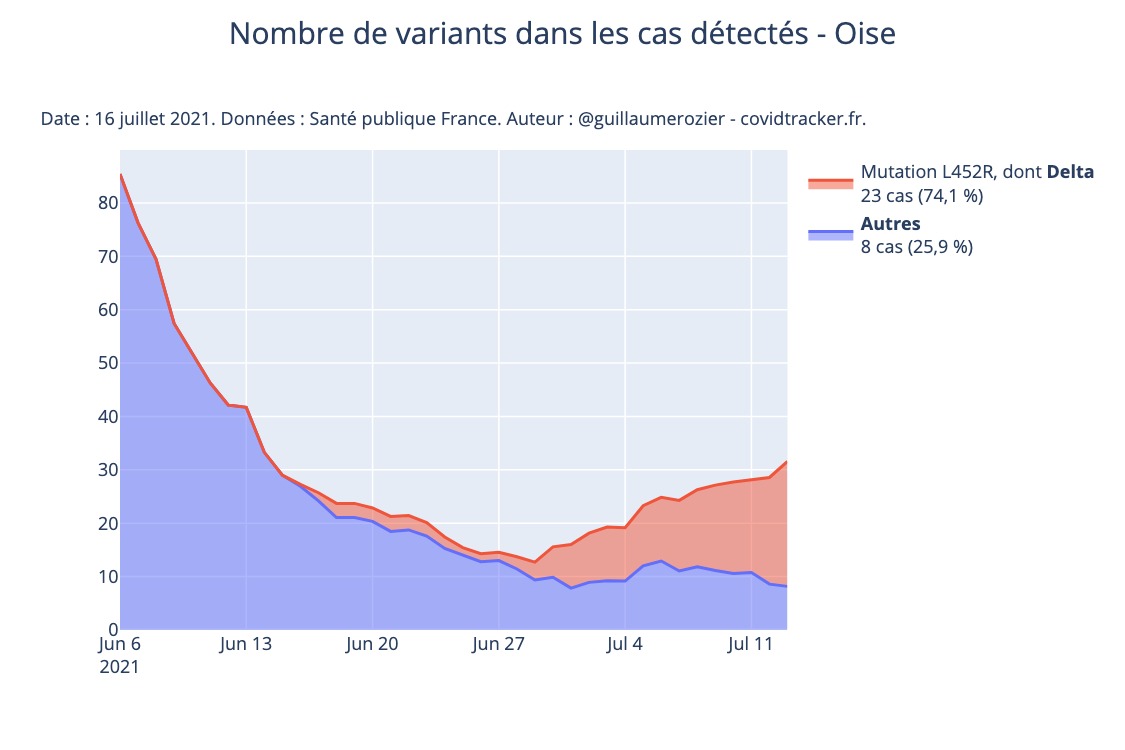 Nombre de variants dans les cas détectés - Oise
Date : 16 juillet 2021. Données : Santé publique France. Auteur : @guillaumerozier - covidtracker.fr.
Mutation L452R, dont Delta
23 cas (74,1 %)
Autres
8 cas (25,9 %)
80
70
60
50
40
30
20
10
0
Jun 6
2021
Jun 13
Jun 20
Jun 27
Jul 4
Jul 11